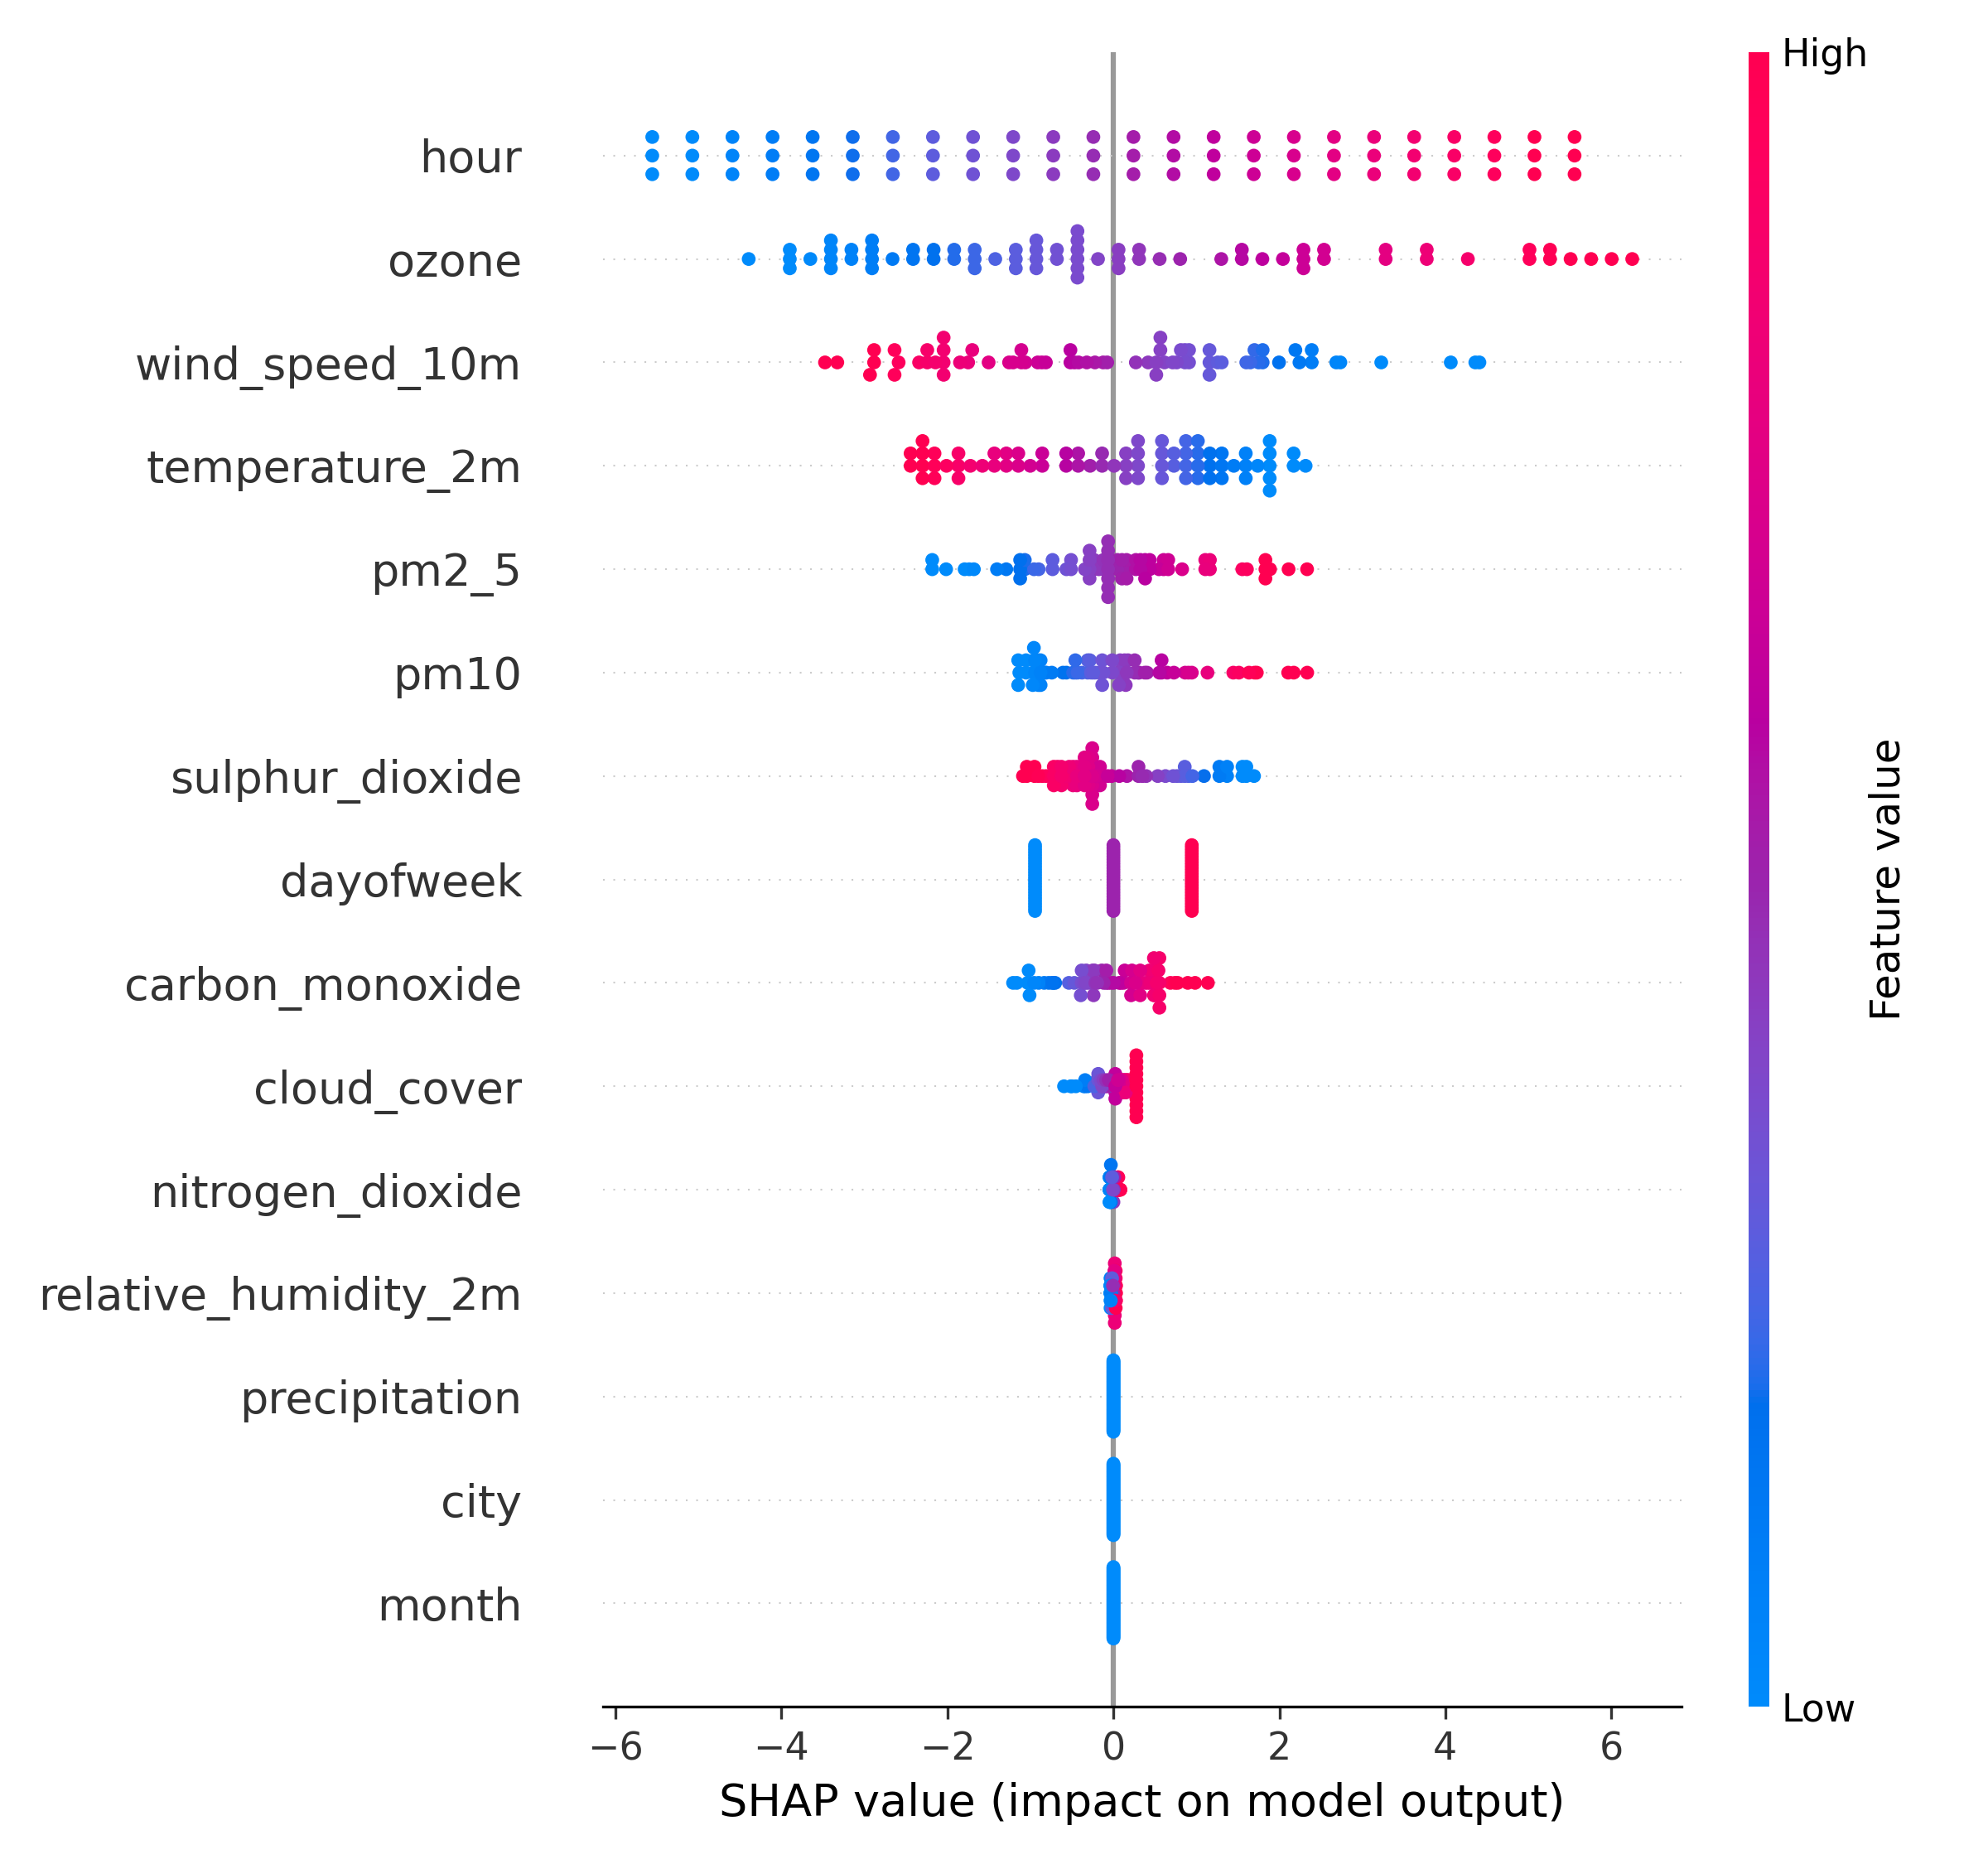 High
hour
ozone
wind_speed_10m
temperature_2m
pm2_5
pm10
sulphur_dioxide
dayofweek
carbon_monoxide
cloud_cover
nitrogen_dioxide
relative_humidity_2m
precipitation
city
month
Feature value
Low
−6 −4 −2 0 2 4 6
SHAP value (impact on model output)